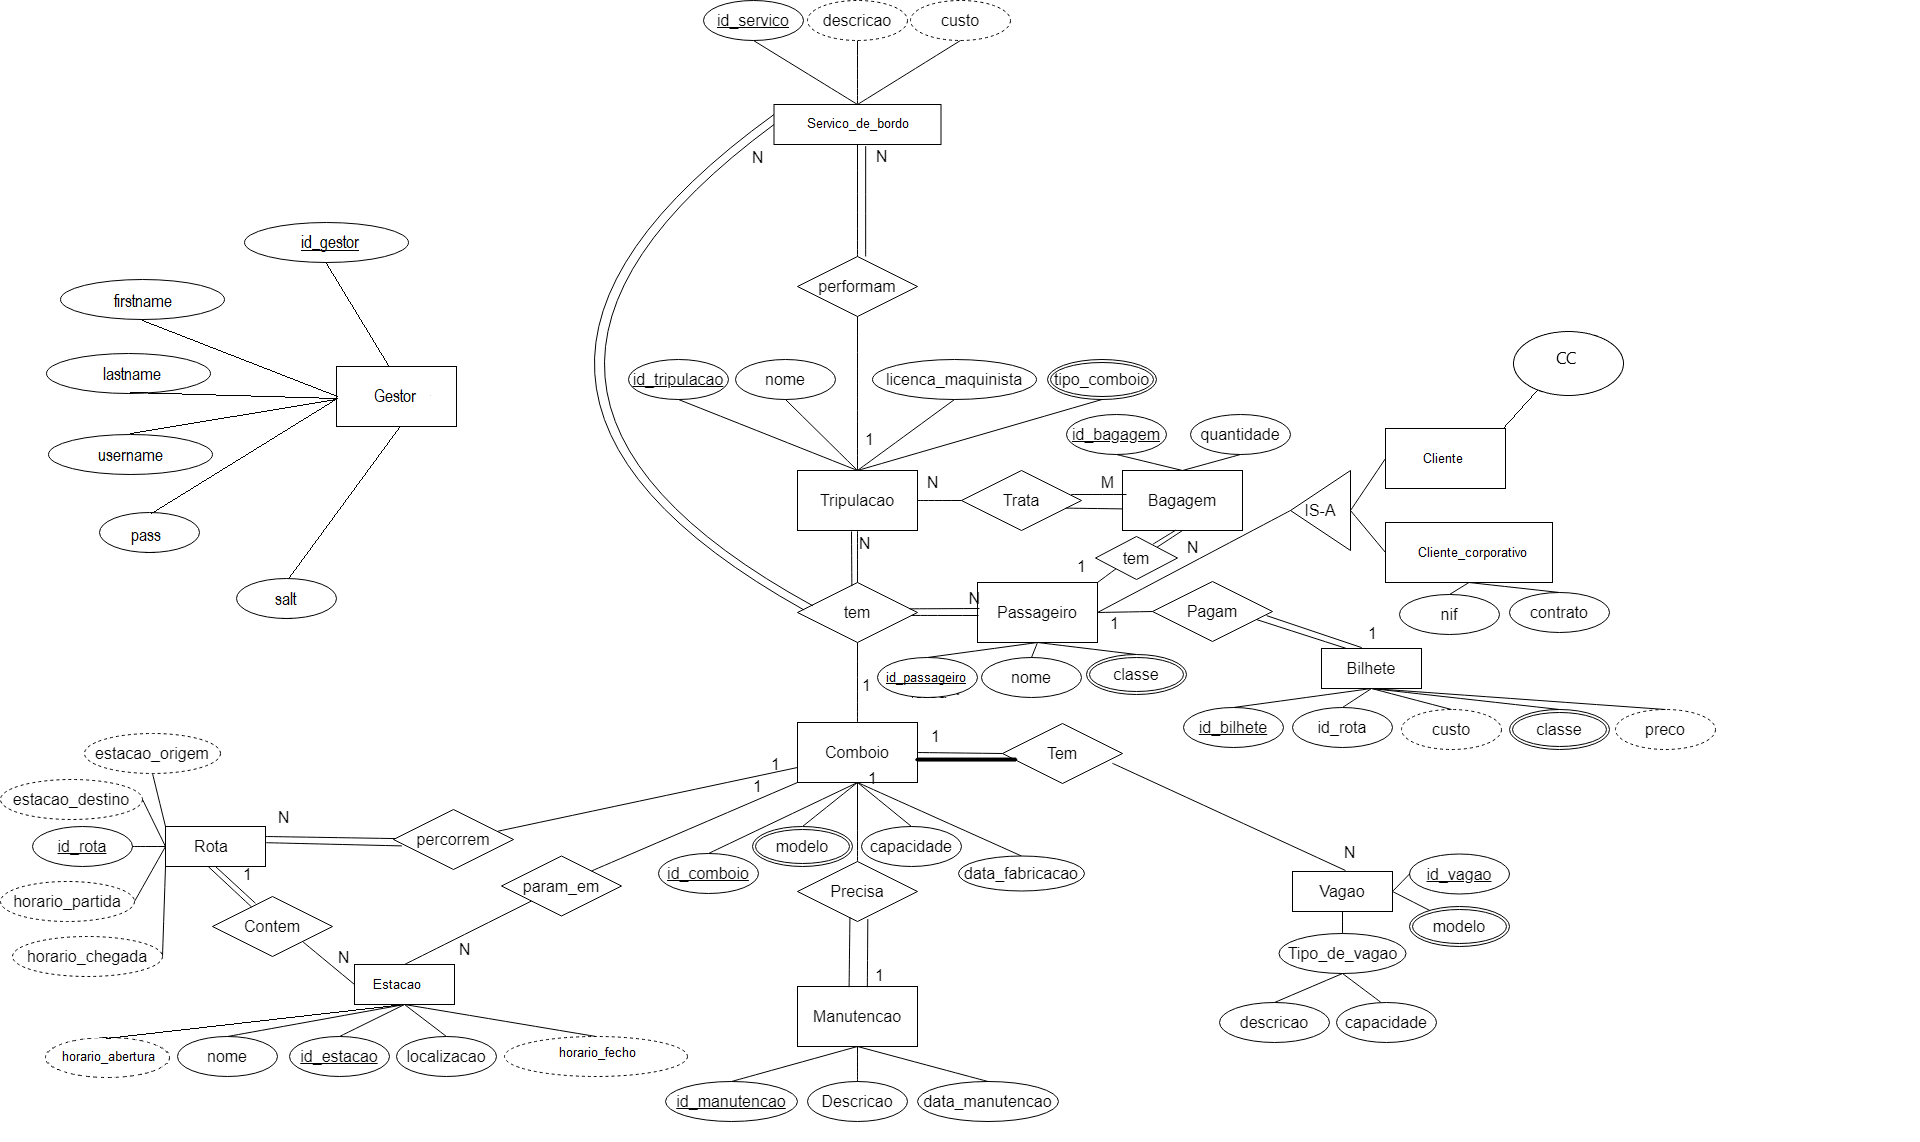 id_servico
descricao
custo
Servico_de_bordo
N
N
id_gestor
performam
firstname
CC
lastname
id_tripulacao
nome
licenca_maquinista
tipo_comboio
Gestor
1
id_bagagem
quantidade
username
Cliente
Tripulacao
N
Trata
M
Bagagem
IS-A
pass
N
tem
N
1
Cliente_corporativo
salt
tem
N
Passageiro
1
Pagam
nif
contrato
1
id_passageiro
nome
classe
Bilhete
1
id_bilhete
id_rota
custo
classe
preco
estacao_origem
Comboio
1
Tem
1
1
1
estacao_destino
N
percorrem
Rota
id_rota
modelo
capacidade
1
id_comboio
data_fabricacao
N
id_vagao
param_em
Precisa
Vagao
horario_partida
modelo
Contem
horario_chegada
N
N
Tipo_de_vagao
Estacao
1
Manutencao
descricao
capacidade
horario_abertura
nome
id_estacao
localizacao
horario_fecho
id_manutencao
Descricao
data_manutencao